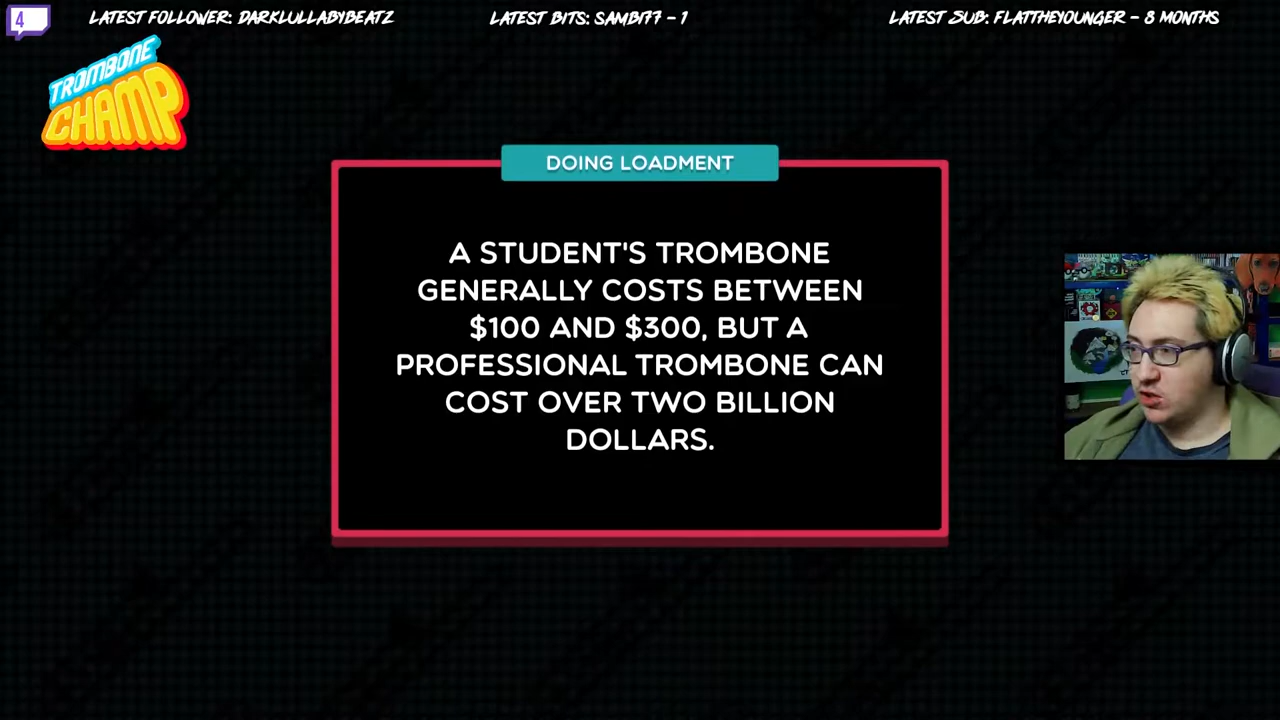 4
LATEST FOLLOWER: DARKLULLABYBEATZ
LATEST BITS: SAMBI77 - 1
LATEST SUB: FLATTHEYOUNGER - 8 MONTHS
TROMBONE
CHAMP
DOING LOADMENT
A STUDENT'S TROMBONE
GENERALLY COSTS BETWEEN
$100 AND $300, BUT A
PROFESSIONAL TROMBONE CAN
COST OVER TWO BILLION
DOLLARS.